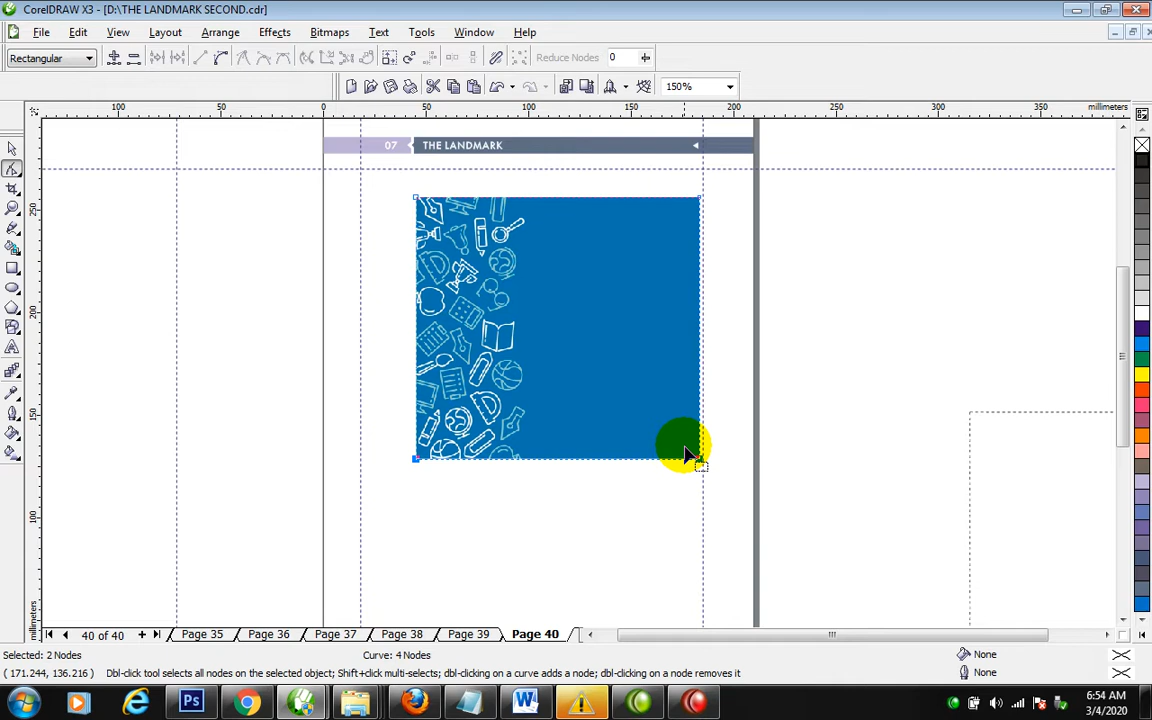 CorelDRAW X3 - [D:\THE LANDMARK SECOND.cdr]
File Edit View Layout Arrange Effects Bitmaps Text Tools Window Help
Rectangular Reduce Nodes 0
150%
100 50 0 50 100 150 200 250 300 350 millimeters
07 THE LANDMARK
250
200
150
100
millimeters
40 of 40 Page 35 Page 36 Page 37 Page 38 Page 39 Page 40
Selected: 2 Nodes Curve: 4 Nodes None
(171.244, 136.216) Dbl-click tool selects all nodes on the selected object; Shift+click multi-selects; dbl-clicking on a curve adds a node; dbl-clicking on a node removes it None
Ps W 6:54 AM
3/4/2020